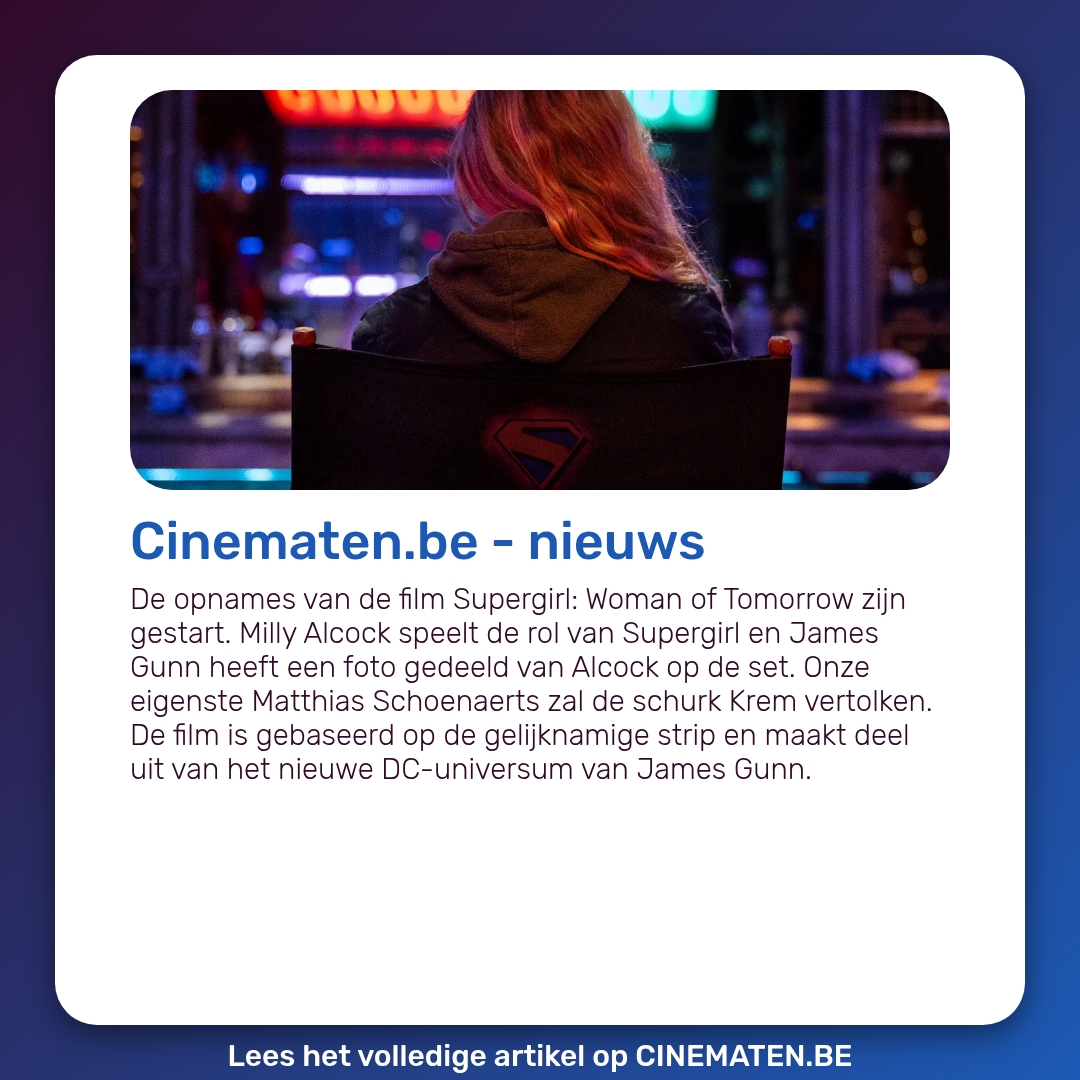 Cinematen.be - nieuws
De opnames van de film Supergirl: Woman of Tomorrow zijn
gestart. Milly Alcock speelt de rol van Supergirl en James
Gunn heeft een foto gedeeld van Alcock op de set. Onze
eigenste Matthias Schoenaerts zal de schurk Krem vertolken.
De film is gebaseerd op de gelijknamige strip en maakt deel
uit van het nieuwe DC-universum van James Gunn.
Lees het volledige artikel op CINEMATEN.BE